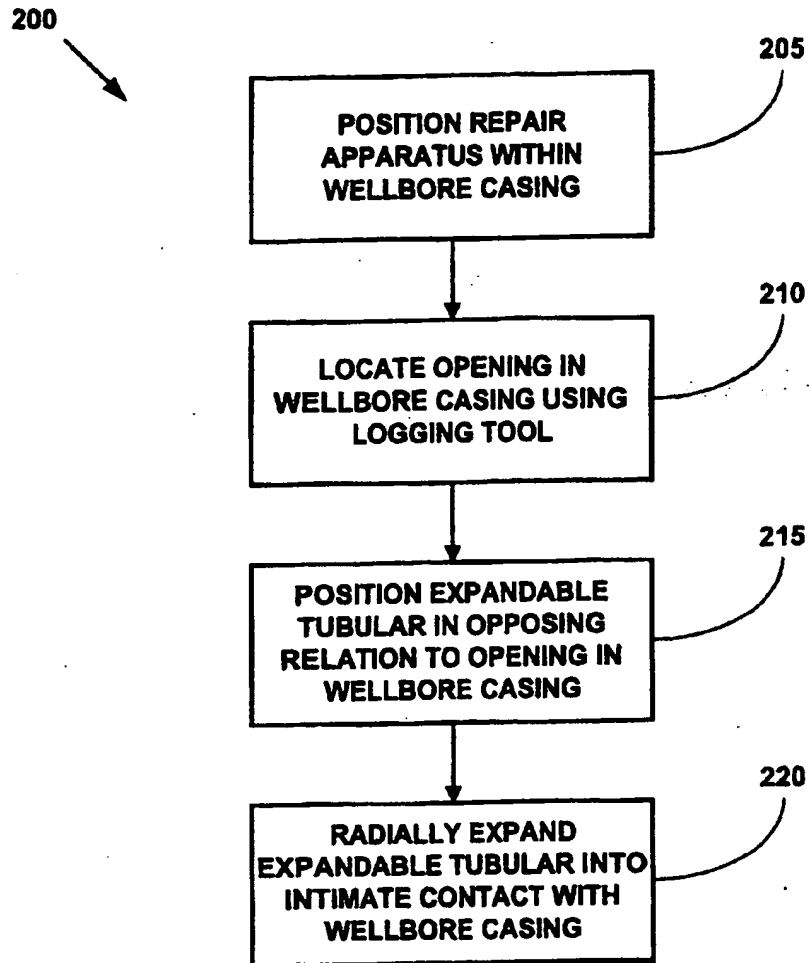 200
205
POSITION REPAIR
APPARATUS WITHIN
WELLBORE CASING
210
LOCATE OPENING IN
WELLBORE CASING USING
LOGGING TOOL
215
POSITION EXPANDABLE
TUBULAR IN OPPOSING
RELATION TO OPENING IN
WELLBORE CASING
220
RADIALLY EXPAND
EXPANDABLE TUBULAR INTO
INTIMATE CONTACT WITH
WELLBORE CASING